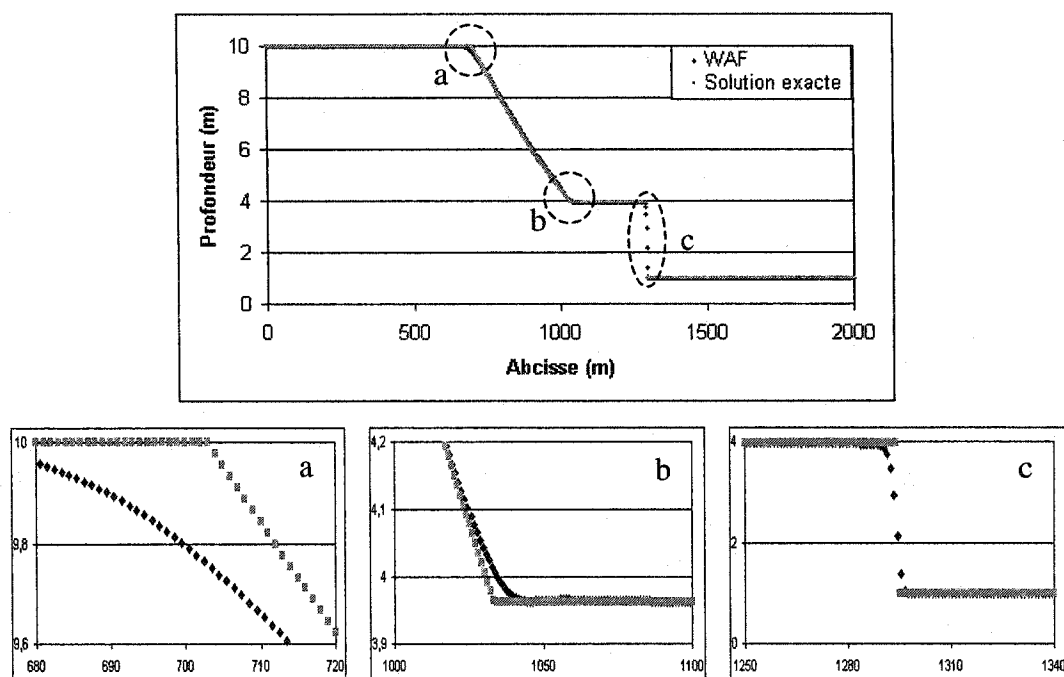 10
8
6
4
2
0
Profondeur (m)
WAF
Solution exacte
a
b
c
0 500 1000 1500 2000
Abcisse (m)
10
9,8
9,6
a
680 690 700 710 720
4,2
4,1
4
3,9
b
1000 1050 1100
4
2
0
c
1250 1280 1310 1340